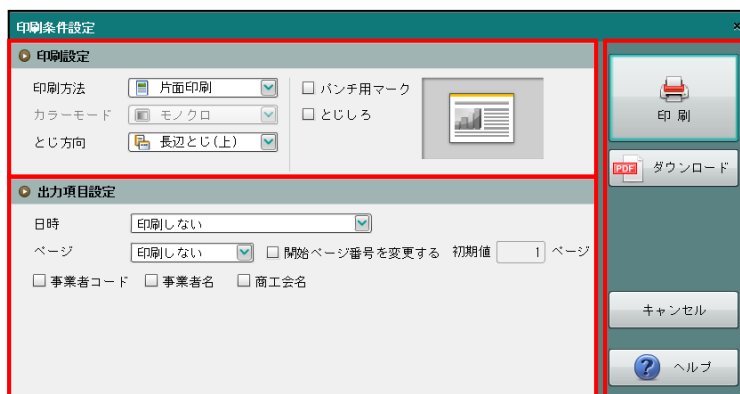 印刷条件設定 ×
印刷設定
印刷方法 片面印刷 パンチ用マーク
カラーモード モノクロ とじしろ
とじ方向 長辺とじ(上)
出力項目設定
日時 印刷しない
ページ 印刷しない 開始ページ番号を変更する 初期値 1 ページ
事業者コード 事業者名 商工会名
印刷
PDF ダウンロード
キャンセル
? ヘルプ